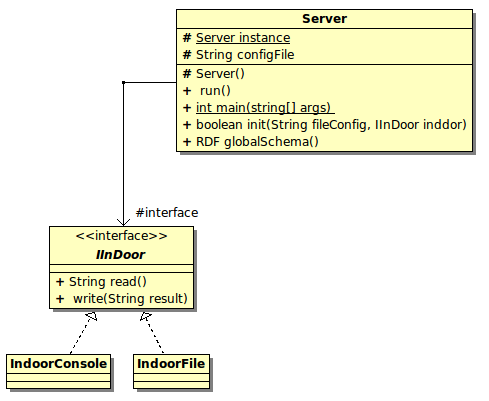 Server
# Server instance
# String configFile
# Server()
+ run()
+ int main(string[] args)
+ boolean init(String fileConfig, IInDoor inddor)
+ RDF globalSchema()
#interface
<<interface>>
IInDoor
+ String read()
+ write(String result)
IndoorConsole
IndoorFile